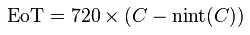 EoT = 720 × (C − nint(C))